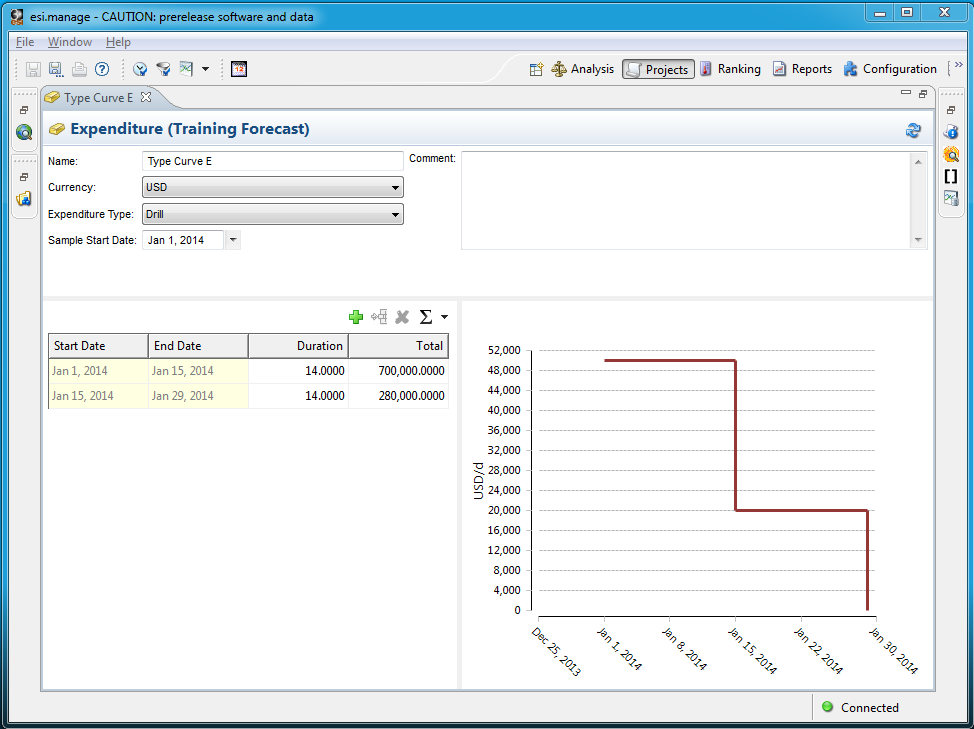 esi.manage - CAUTION: prerelease software and data
File Window Help
12 Analysis Projects Ranking Reports Configuration »
Type Curve E
Expenditure (Training Forecast)
Name: Type Curve E Comment:
Currency: USD
Expenditure Type: Drill
Sample Start Date: Jan 1, 2014
Σ
Start Date End Date Duration Total
Jan 1, 2014 Jan 15, 2014 14.0000 700,000.0000
Jan 15, 2014 Jan 29, 2014 14.0000 280,000.0000
USD/d
52,000
48,000
44,000
40,000
36,000
32,000
28,000
24,000
20,000
16,000
12,000
8,000
4,000
0
Dec 25, 2013 Jan 1, 2014 Jan 8, 2014 Jan 15, 2014 Jan 22, 2014 Jan 30, 2014
Connected